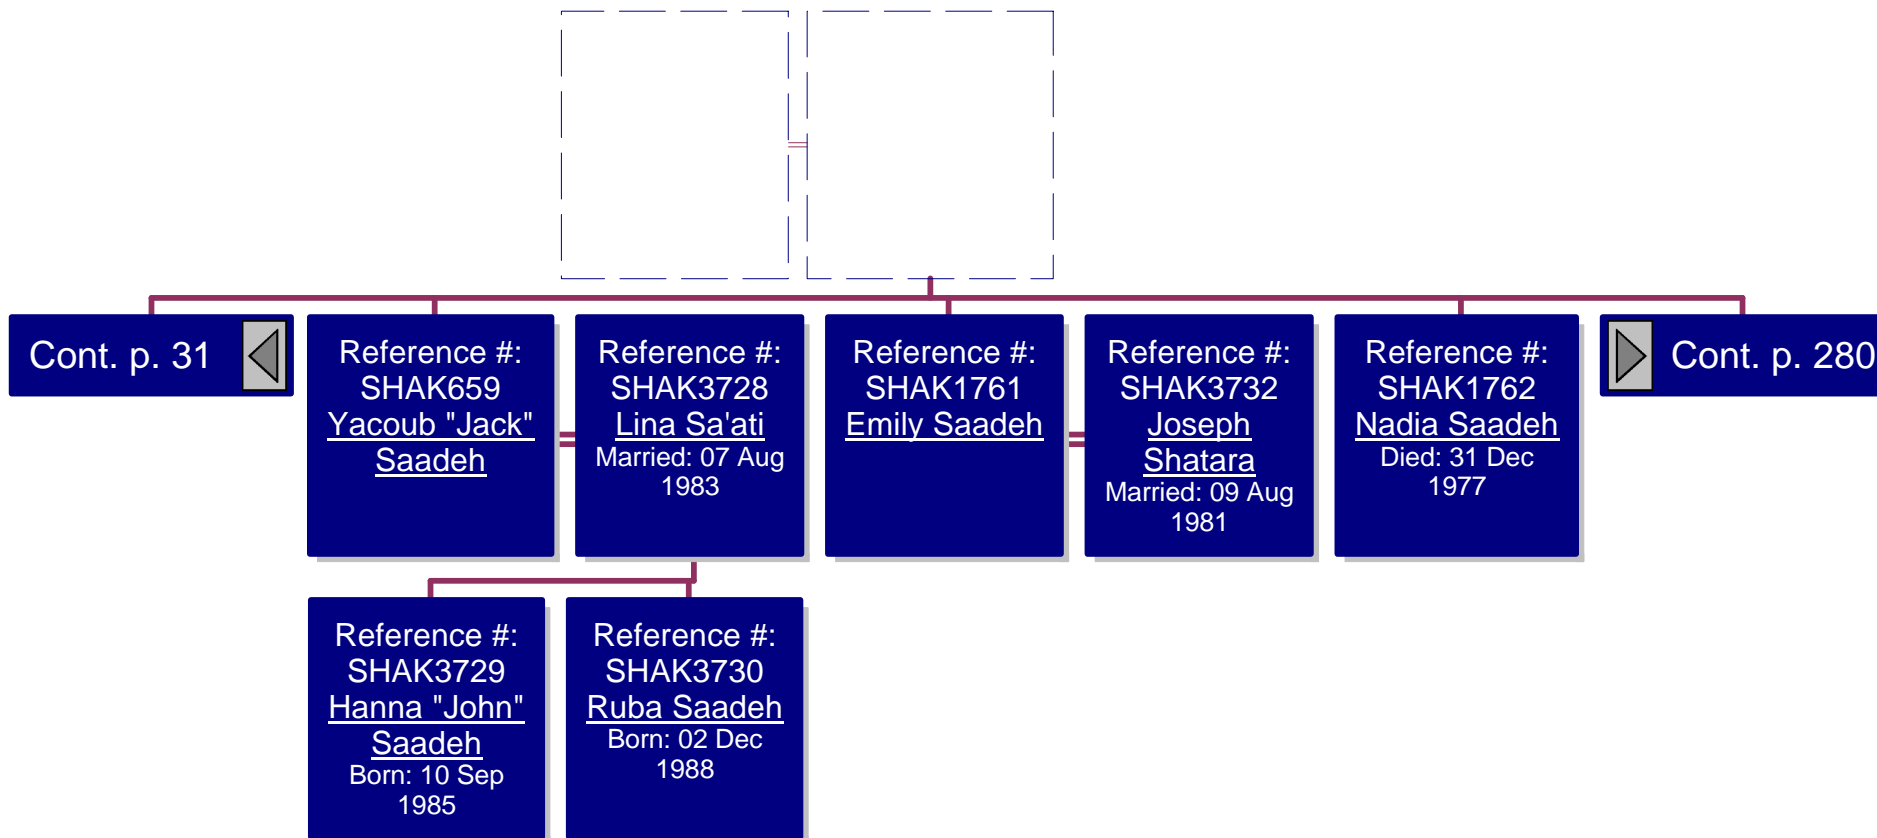 Cont. p. 31
Reference #:
SHAK659
Yacoub "Jack"
Saadeh
Reference #:
SHAK3728
Lina Sa'ati
Married: 07 Aug
1983
Reference #:
SHAK1761
Emily Saadeh
Reference #:
SHAK3732
Joseph
Shatara
Married: 09 Aug
1981
Reference #:
SHAK1762
Nadia Saadeh
Died: 31 Dec
1977
Cont. p. 280
Reference #:
SHAK3729
Hanna "John"
Saadeh
Born: 10 Sep
1985
Reference #:
SHAK3730
Ruba Saadeh
Born: 02 Dec
1988